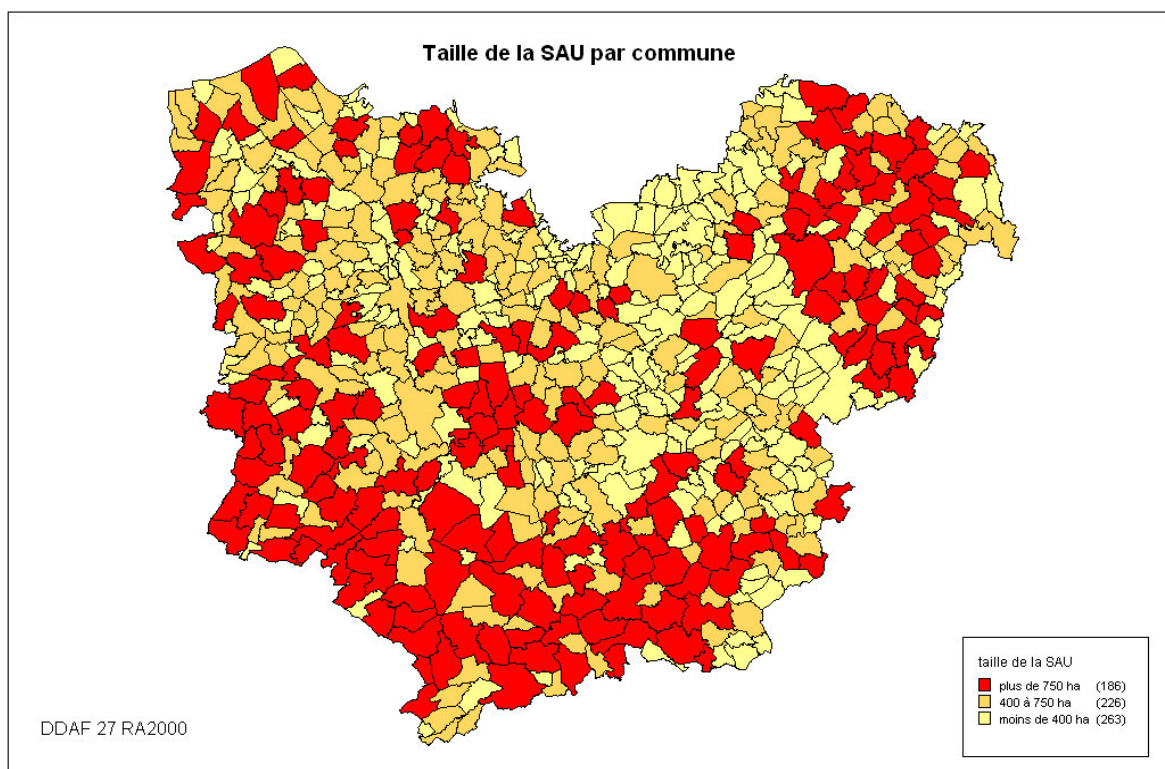 Taille de la SAU par commune
taille de la SAU
plus de 750 ha (186)
400 à 750 ha (226)
moins de 400 ha (263)
DDAF 27 RA2000